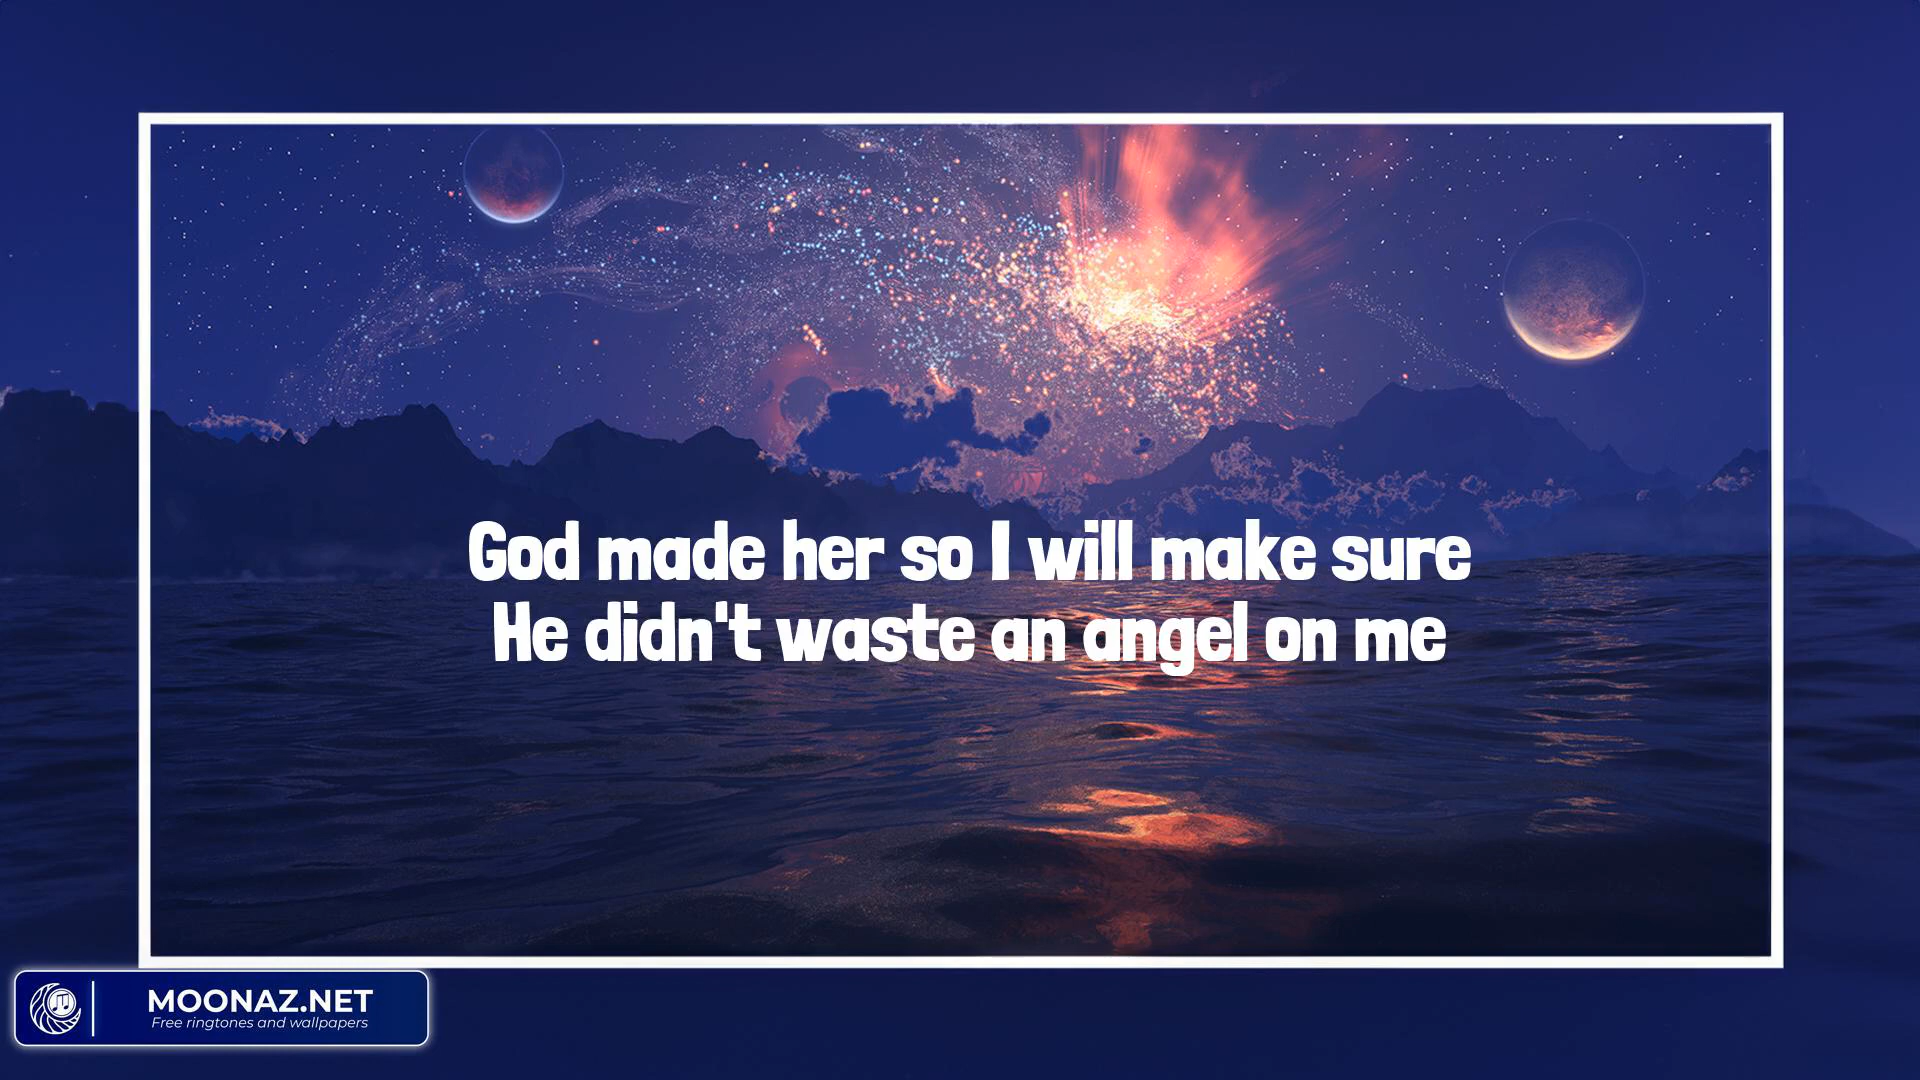 God made her so I will make sure
He didn't waste an angel on me
MOONAZ.NET
Free ringtones and wallpapers